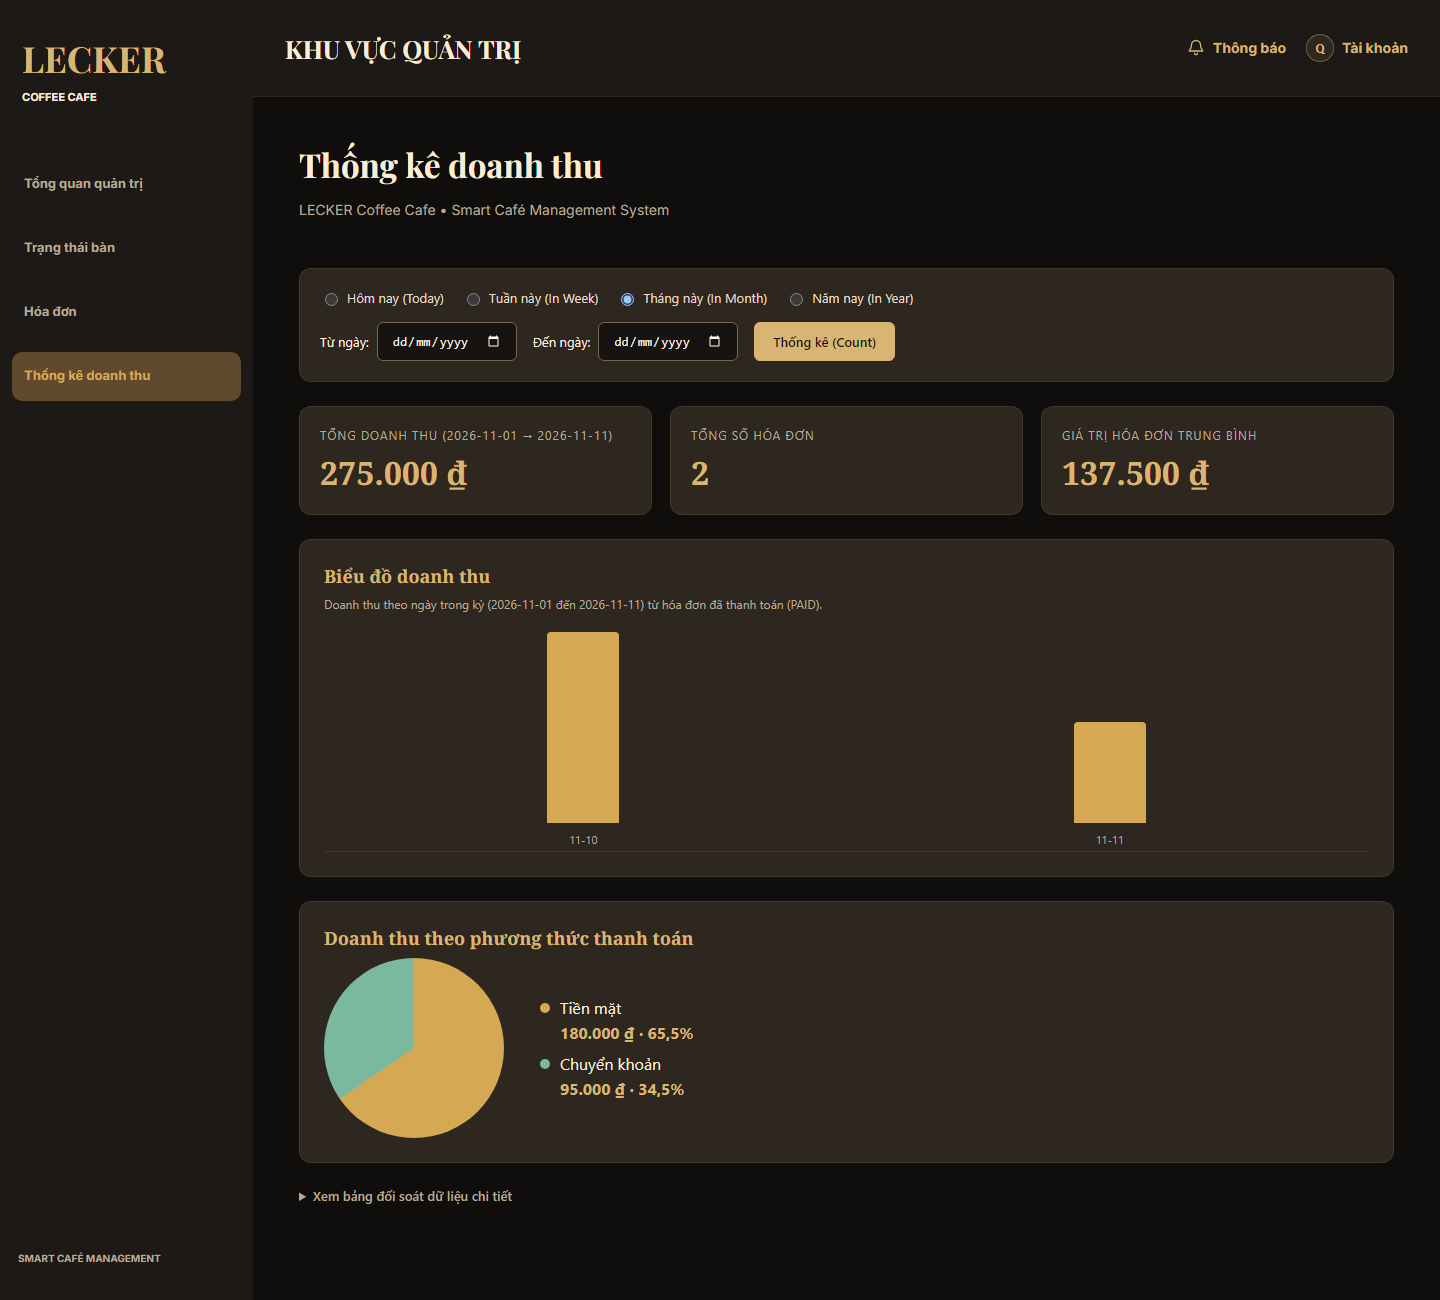 LECKER
COFFEE CAFE
Tổng quan quản trị
Trạng thái bàn
Hóa đơn
Thống kê doanh thu
SMART CAFÉ MANAGEMENT
KHU VỰC QUẢN TRỊ
Thông báo
Q Tài khoản
Thống kê doanh thu
LECKER Coffee Cafe • Smart Café Management System
Hôm nay (Today) Tuần này (In Week) Tháng này (In Month) Năm nay (In Year)
Từ ngày: dd/mm/yyyy Đến ngày: dd/mm/yyyy Thống kê (Count)
TỔNG DOANH THU (2026-11-01 → 2026-11-11)
275.000 ₫
TỔNG SỐ HÓA ĐƠN
2
GIÁ TRỊ HÓA ĐƠN TRUNG BÌNH
137.500 ₫
Biểu đồ doanh thu
Doanh thu theo ngày trong kỳ (2026-11-01 đến 2026-11-11) từ hóa đơn đã thanh toán (PAID).
11-10 11-11
Doanh thu theo phương thức thanh toán
Tiền mặt
180.000 ₫ · 65,5%
Chuyển khoản
95.000 ₫ · 34,5%
Xem bảng đối soát dữ liệu chi tiết